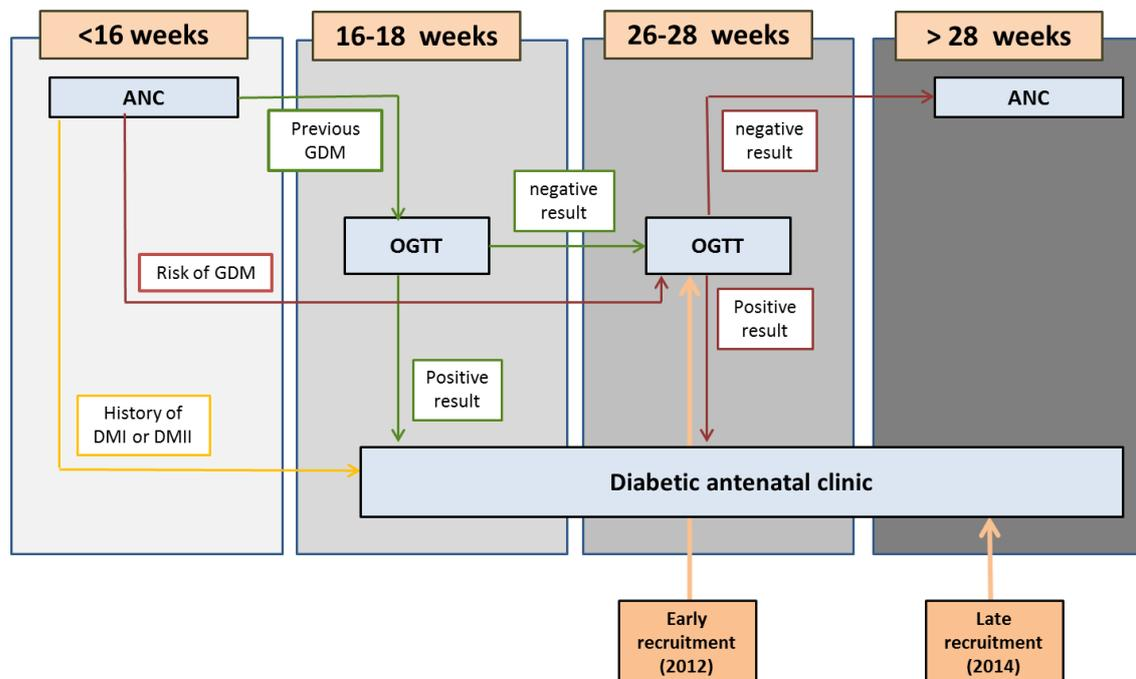 <16 weeks
16-18 weeks
26-28 weeks
> 28 weeks
ANC
ANC
Previous
GDM
negative
result
negative
result
OGTT
OGTT
Risk of GDM
Positive
result
Positive
result
History of
DMI or DMII
Diabetic antenatal clinic
Early
recruitment
(2012)
Late
recruitment
(2014)